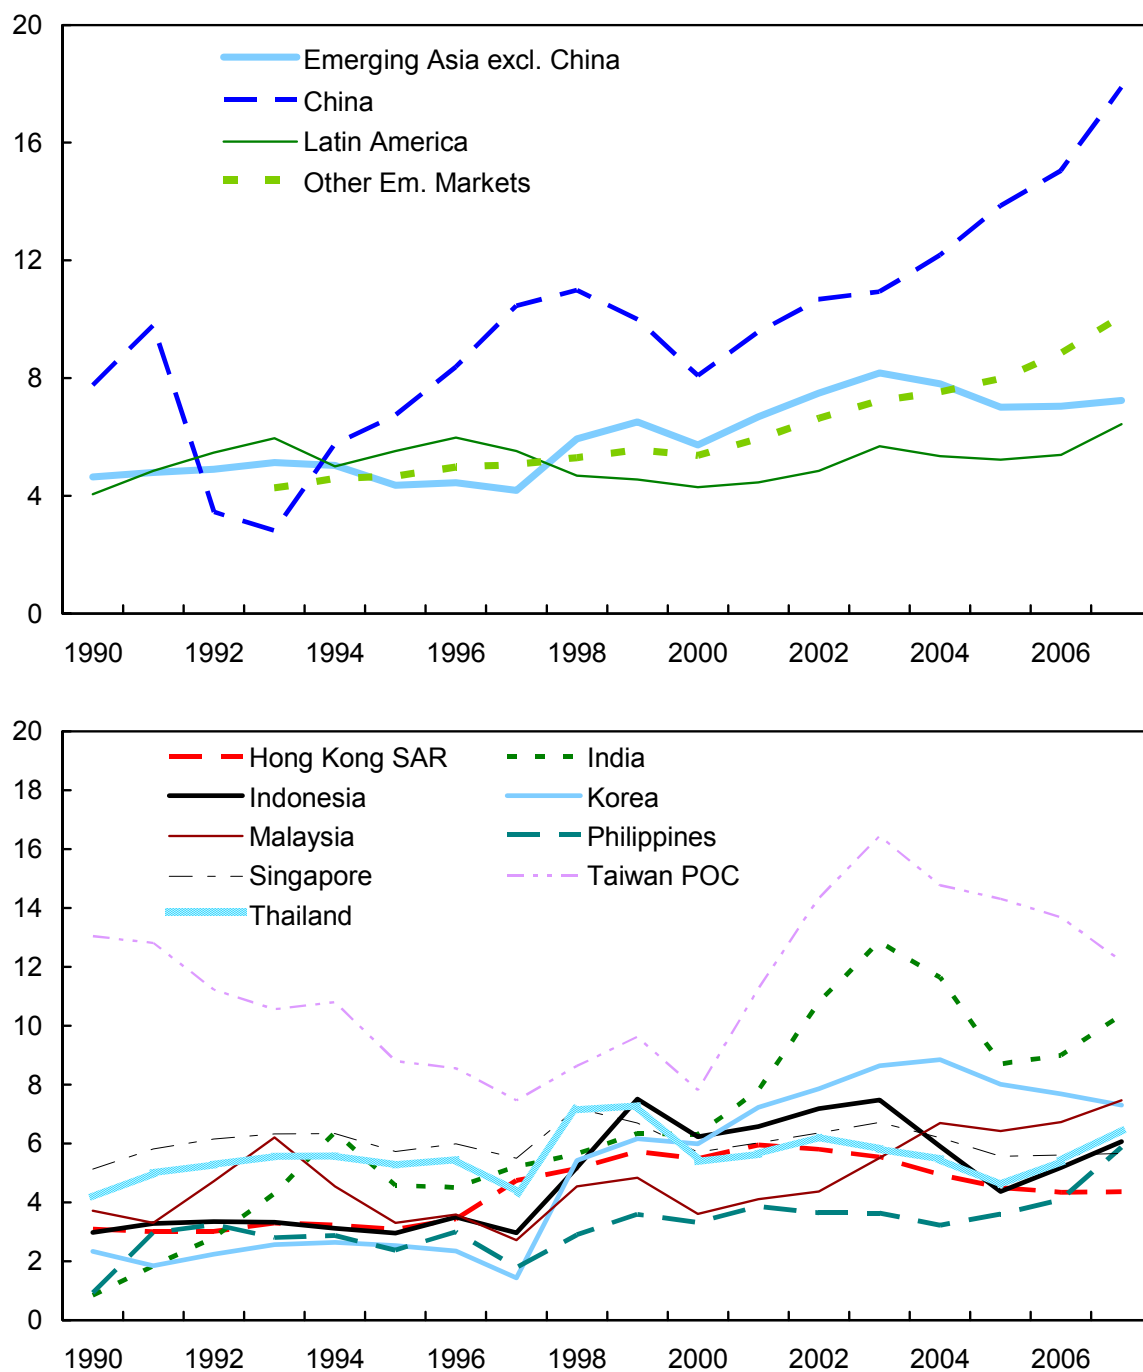 20
Emerging Asia excl. China
China
16
Latin America
Other Em. Markets
12
8
4
0
1990 1992 1994 1996 1998 2000 2002 2004 2006
20
Hong Kong SAR India
18
Indonesia Korea
16
Malaysia Philippines
Singapore Taiwan POC
14
Thailand
12
10
8
6
4
2
0
1990 1992 1994 1996 1998 2000 2002 2004 2006